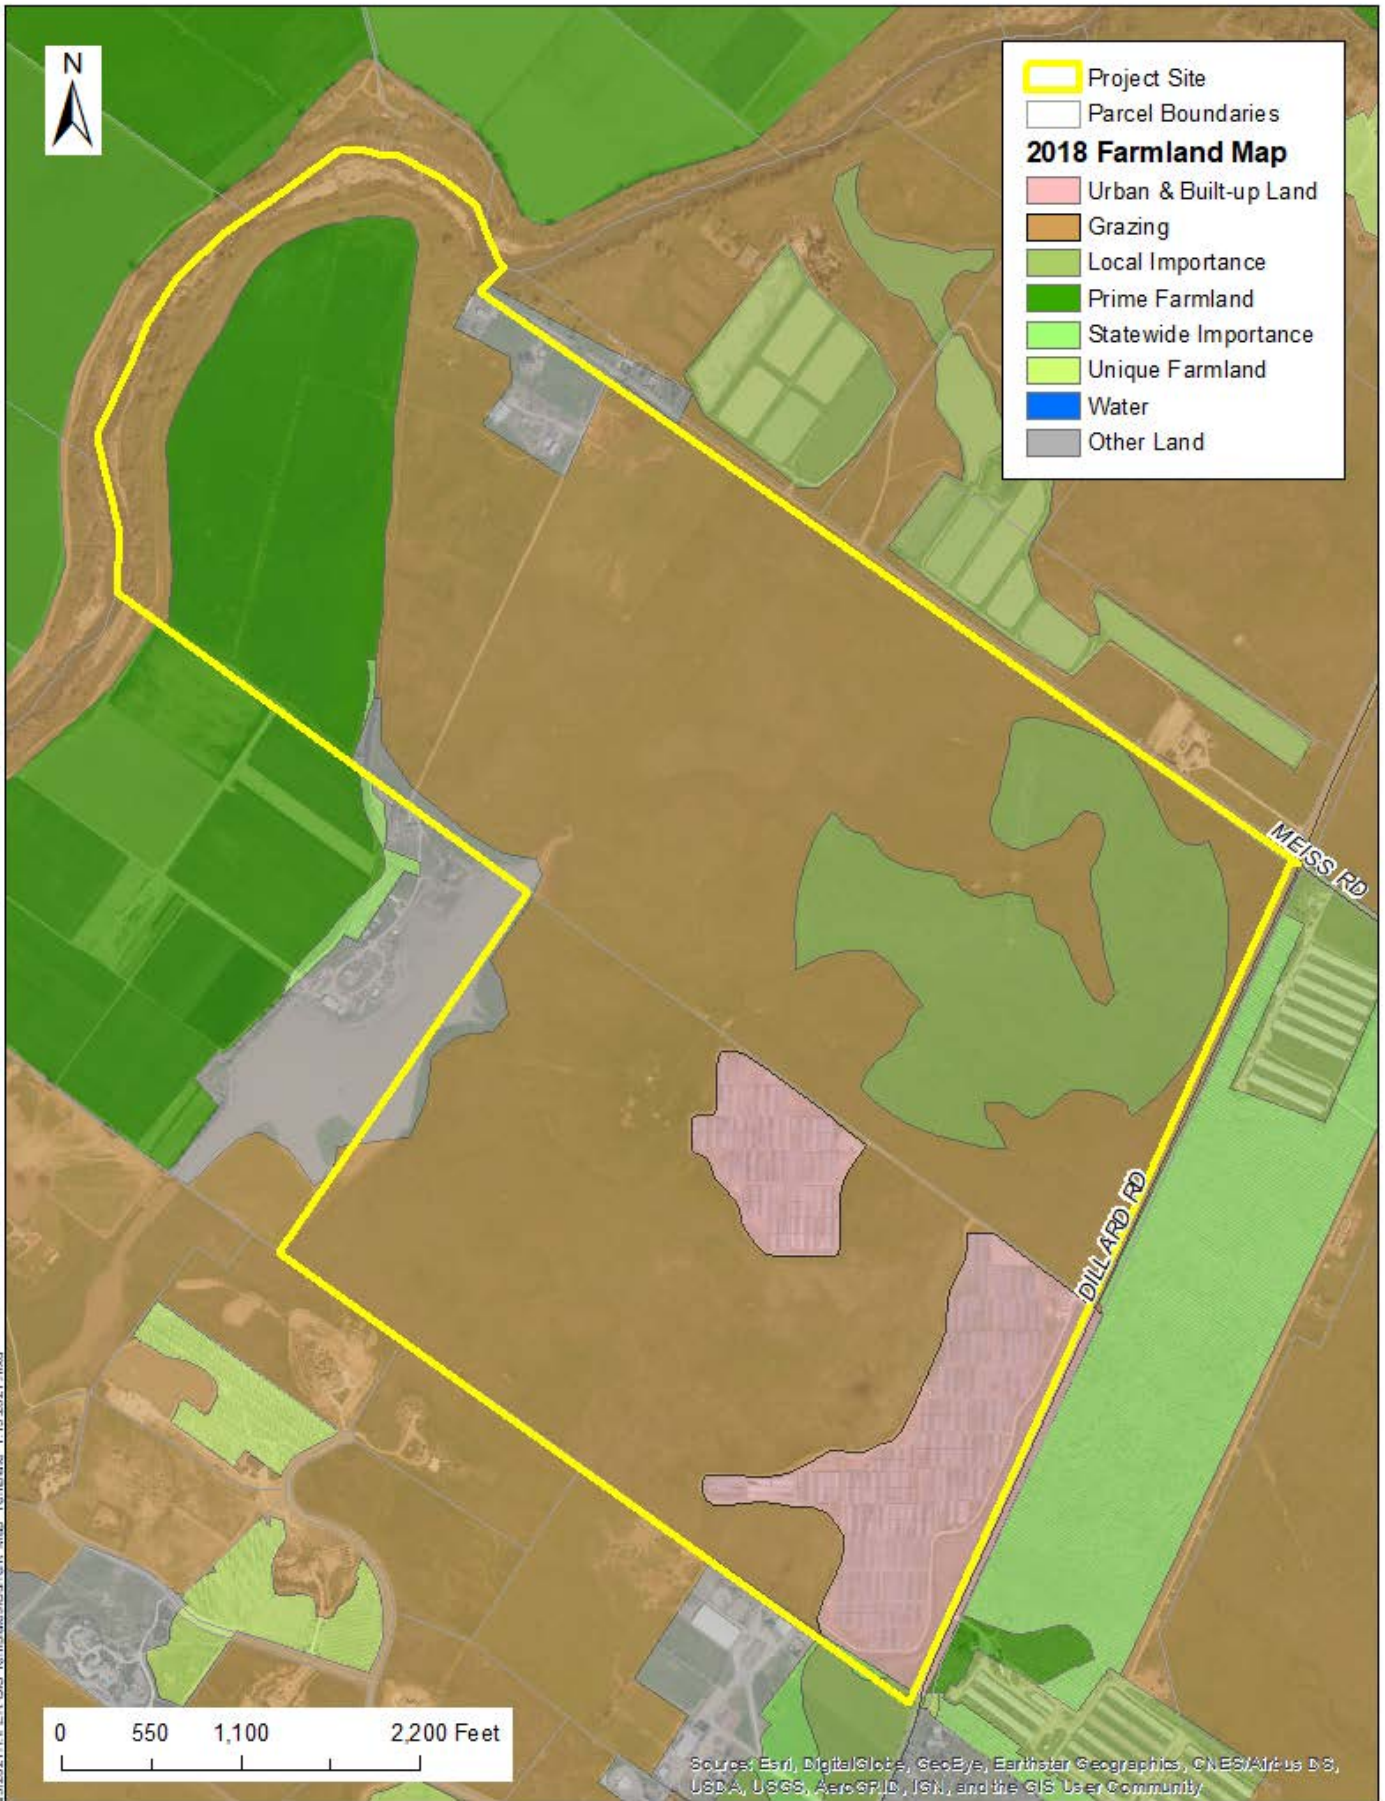 N
Project Site
Parcel Boundaries
2018 Farmland Map
Urban & Built-up Land
Grazing
Local Importance
Prime Farmland
Statewide Importance
Unique Farmland
Water
Other Land
MEISS RD
DILLARD RD
0 550 1,100 2,200 Feet
Source: Esri, DigitalGlobe, GeoEye, Earthstar Geographics, CNES/Airbus DS,
USDA, USGS, AeroGRID, IGN, and the GIS User Community